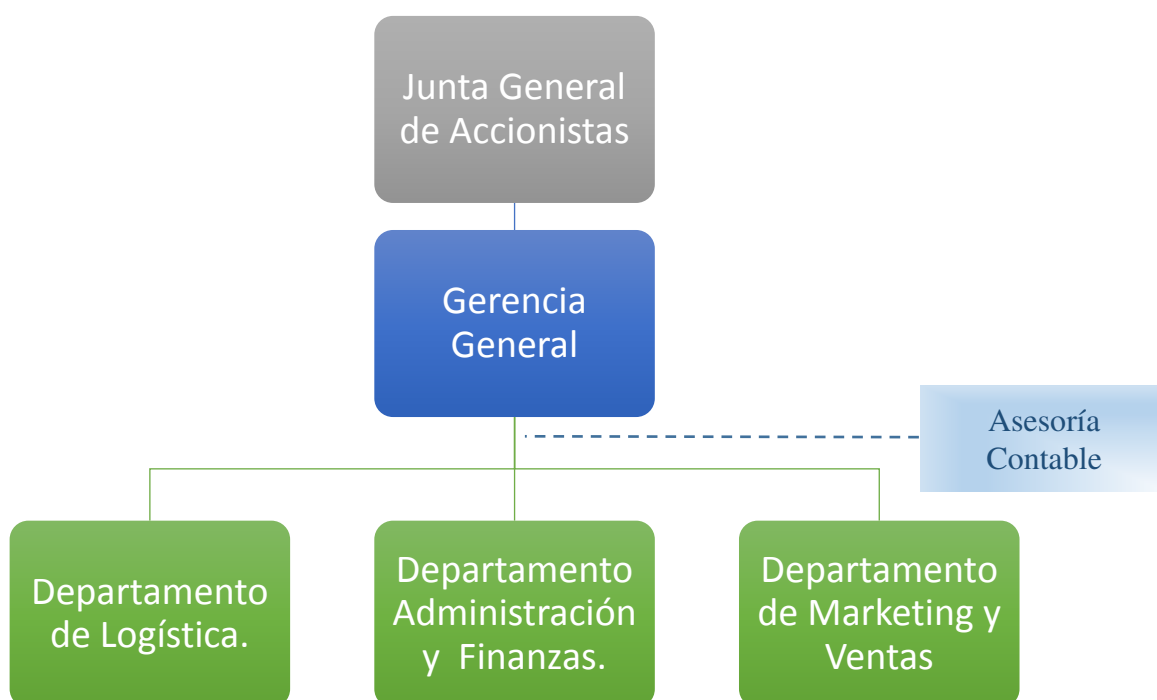 Junta General
de Accionistas
Gerencia
General
Asesoría
Contable
Departamento
de Logística.
Departamento
Administración
y Finanzas.
Departamento
de Marketing y
Ventas